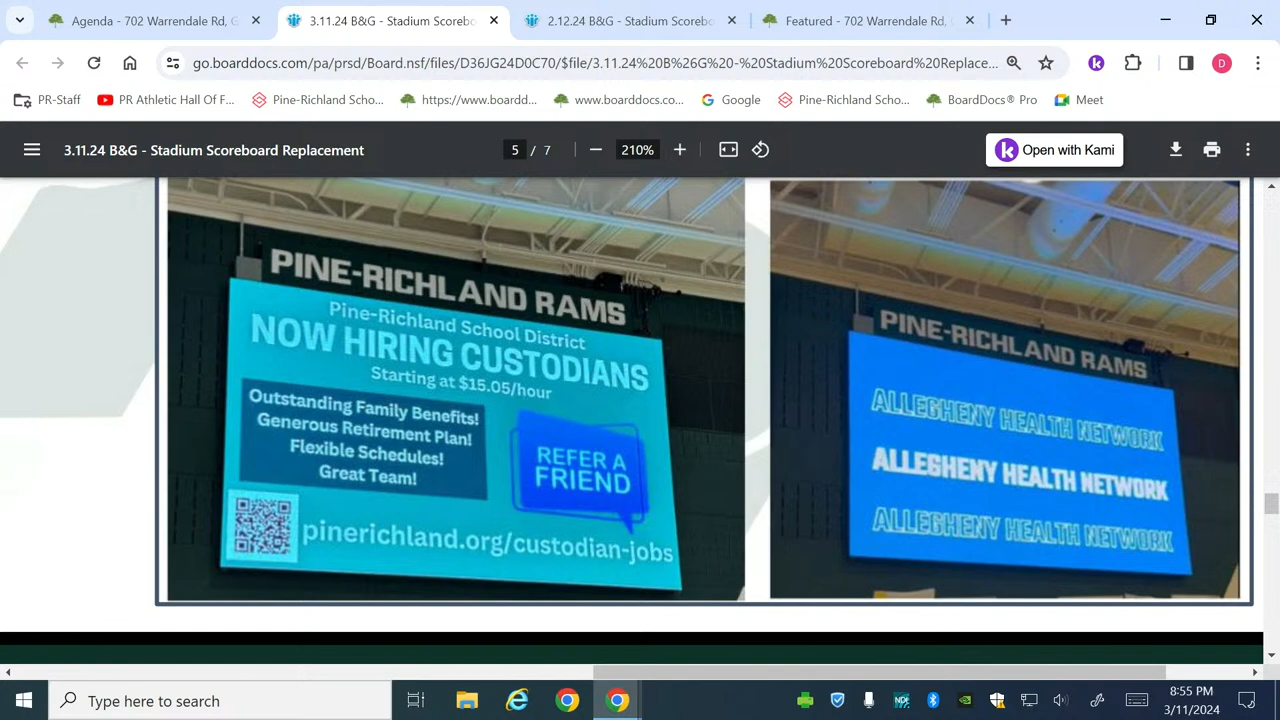 Agenda - 702 Warrendale Rd, G
3.11.24 B&G - Stadium Scorebo
2.12.24 B&G - Stadium Scorebo
Featured - 702 Warrendale Rd, G
go.boarddocs.com/pa/prsd/Board.nsf/files/D36JG24D0C70/$file/3.11.24%20B%26G%20-%20Stadium%20Scoreboard%20Replace...
D
PR-Staff
PR Athletic Hall Of F...
Pine-Richland Scho...
https://www.boardd...
www.boarddocs.co...
Google
Pine-Richland Scho...
BoardDocs® Pro
Meet
3.11.24 B&G - Stadium Scoreboard Replacement
5 / 7
210%
Open with Kami
PINE-RICHLAND RAMS
Pine-Richland School District
NOW HIRING CUSTODIANS
Starting at $15.05/hour
Outstanding Family Benefits!
Generous Retirement Plan!
Flexible Schedules!
Great Team!
REFER A
FRIEND
pinerichland.org/custodian-jobs
PINE-RICHLAND RAMS
ALLEGHENY HEALTH NETWORK
ALLEGHENY HEALTH NETWORK
ALLEGHENY HEALTH NETWORK
Type here to search
8:55 PM
3/11/2024